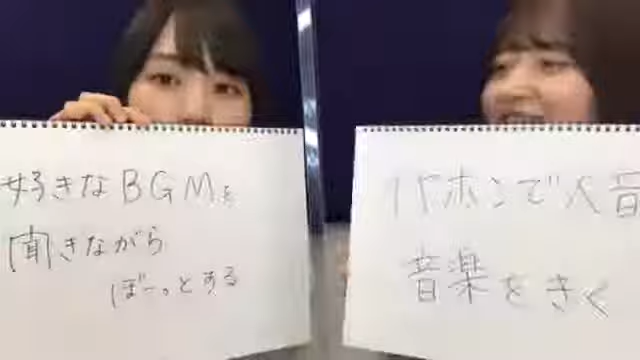 好きなBGMを
聞きながら
ぼーっとする
イヤホンで大音
音楽をきく